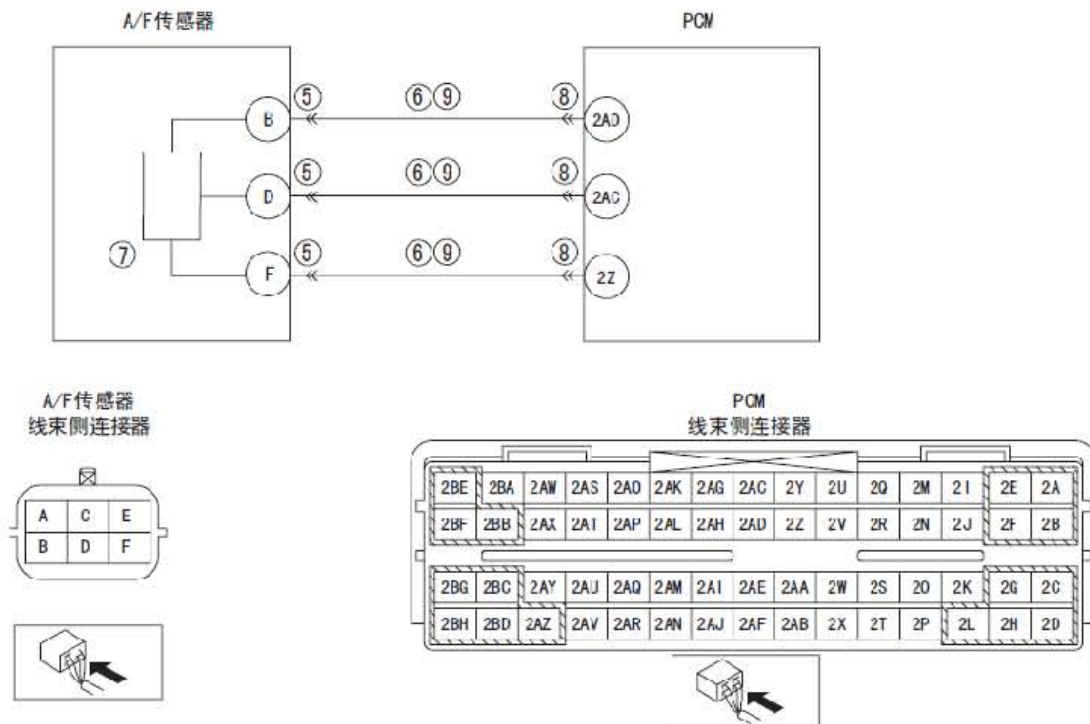 A/F传感器 PCM
⑤ ⑥⑨ ⑧
B 2AD
⑤ ⑥⑨ ⑧
D 2AC
⑦ ⑤ ⑥⑨ ⑧
F 2Z
A/F传感器
线束侧连接器
PCM
线束侧连接器
A C E
B D F
2BE 2BA 2AW 2AS 2AO 2AK 2AG 2AC 2Y 2U 2Q 2M 2I 2E 2A
2BF 2BB 2AX 2AT 2AP 2AL 2AH 2AD 2Z 2V 2R 2N 2J 2F 2B
2BG 2BC 2AY 2AU 2AQ 2AM 2AI 2AE 2AA 2W 2S 2O 2K 2G 2C
2BH 2BD 2AZ 2AV 2AR 2AN 2AJ 2AF 2AB 2X 2T 2P 2L 2H 2D